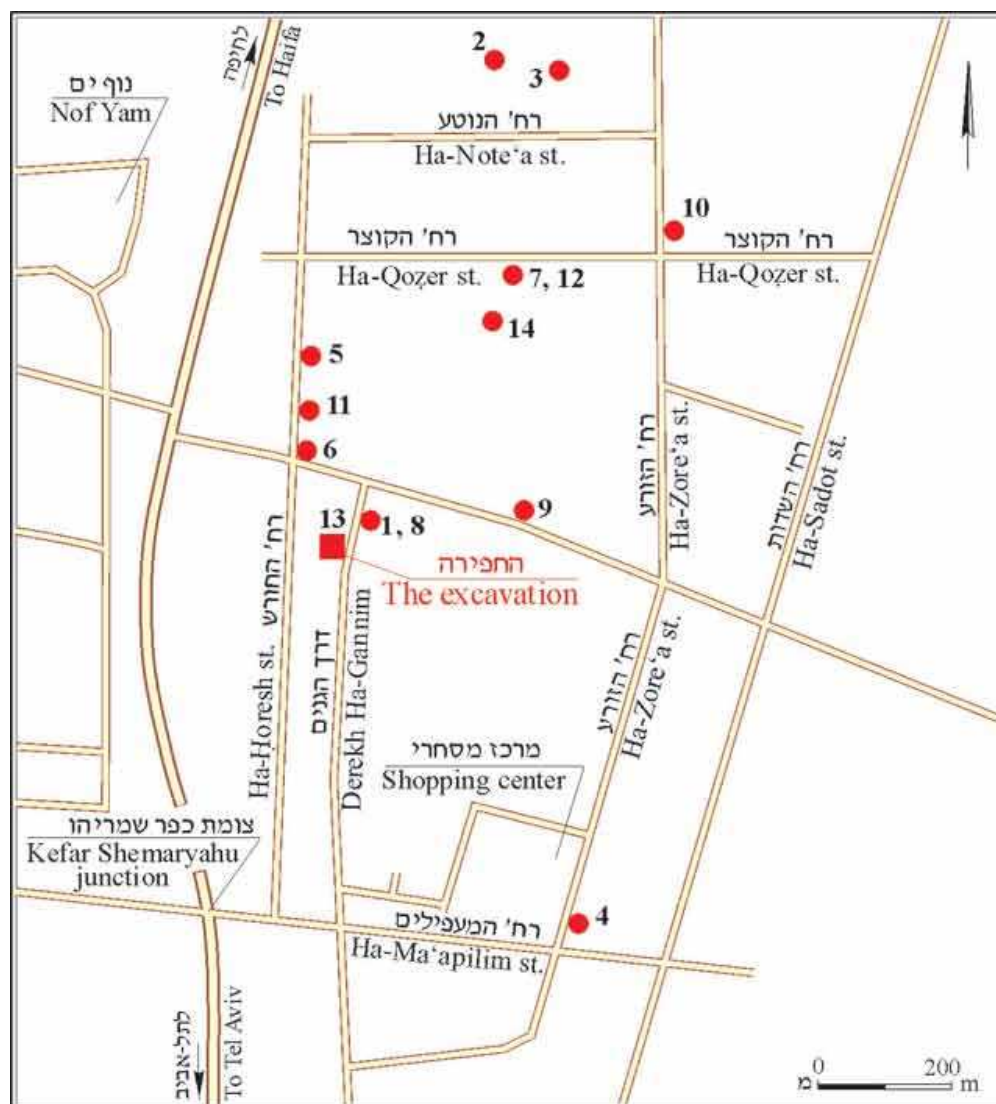 לחיפה
To Haifa
נוף ים
Nof Yam
2
3
רח' הנוטע
Ha-Note‘a st.
10
רח' הקוצר
Ha-Qoẓer st.
רח' הקוצר
Ha-Qoẓer st.
7, 12
14
5
11
6
9
13
1, 8
החפירה
The excavation
רח' החורש
Ha-Ḥoresh st.
דרך הגנים
Derekh Ha-Gannim
רח' הזורע
Ha-Zore‘a st.
רח' השדות
Ha-Sadot st.
רח' הזורע
Ha-Zore‘a st.
מרכז מסחרי
Shopping center
צומת כפר שמריהו
Kefar Shemaryahu
junction
4
רח' המעפילים
Ha-Ma‘apilim st.
לתל-אביב
To Tel Aviv
0 200
מ m